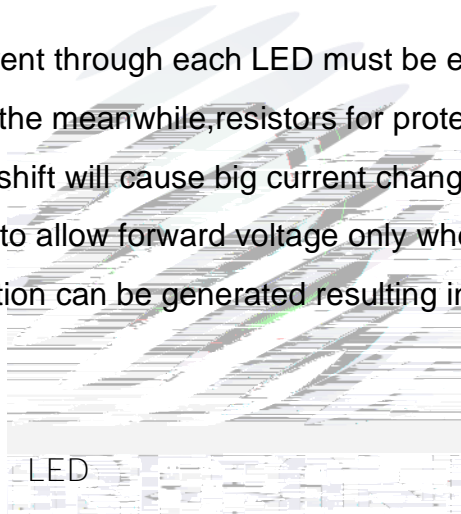 ent through each LED must be e
the meanwhile,resistors for prote
shift will cause big current chang
to allow forward voltage only whe
tion can be generated resulting i
LED